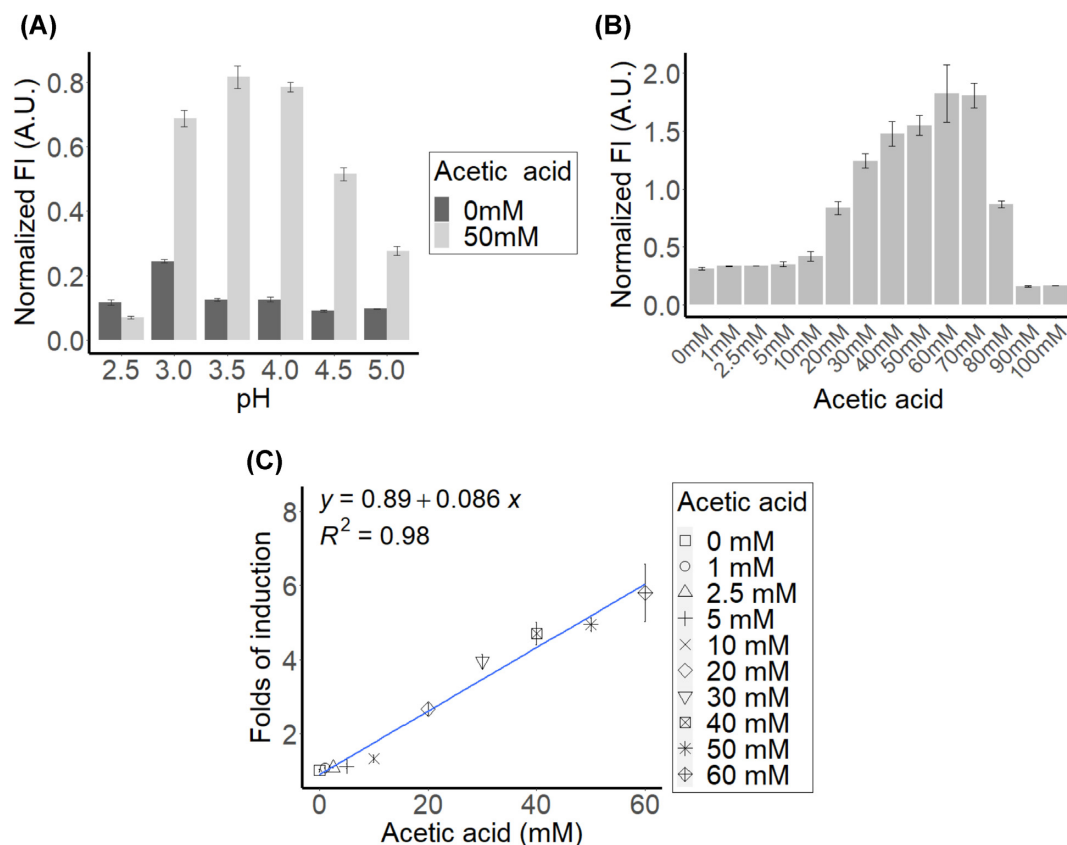 (A)
Normalized FI (A.U.)
0.8
0.6
0.4
0.2
0.0
2.5 3.0 3.5 4.0 4.5 5.0
pH
Acetic acid
0mM
50mM
(B)
Normalized FI (A.U.)
2.0
1.5
1.0
0.5
0.0
0mM 1mM 2.5mM 5mM 10mM 20mM 30mM 40mM 50mM 60mM 70mM 80mM 90mM 100mM
Acetic acid
(C)
Folds of induction
y = 0.89 + 0.086 x
R² = 0.98
8
6
4
2
0 20 40 60
Acetic acid (mM)
Acetic acid
0 mM
1 mM
2.5 mM
5 mM
10 mM
20 mM
30 mM
40 mM
50 mM
60 mM